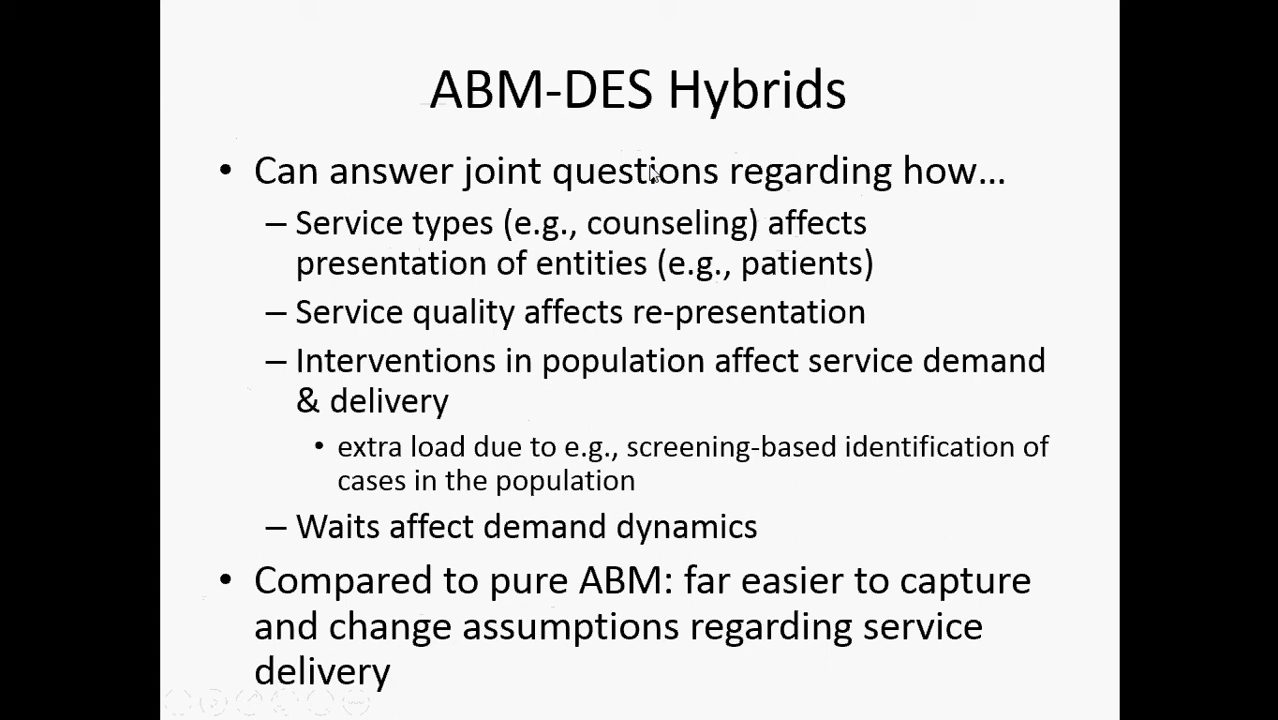 ABM-DES Hybrids
• Can answer joint questions regarding how…
– Service types (e.g., counseling) affects
presentation of entities (e.g., patients)
– Service quality affects re-presentation
– Interventions in population affect service demand
& delivery
• extra load due to e.g., screening-based identification of
cases in the population
– Waits affect demand dynamics
• Compared to pure ABM: far easier to capture
and change assumptions regarding service
delivery